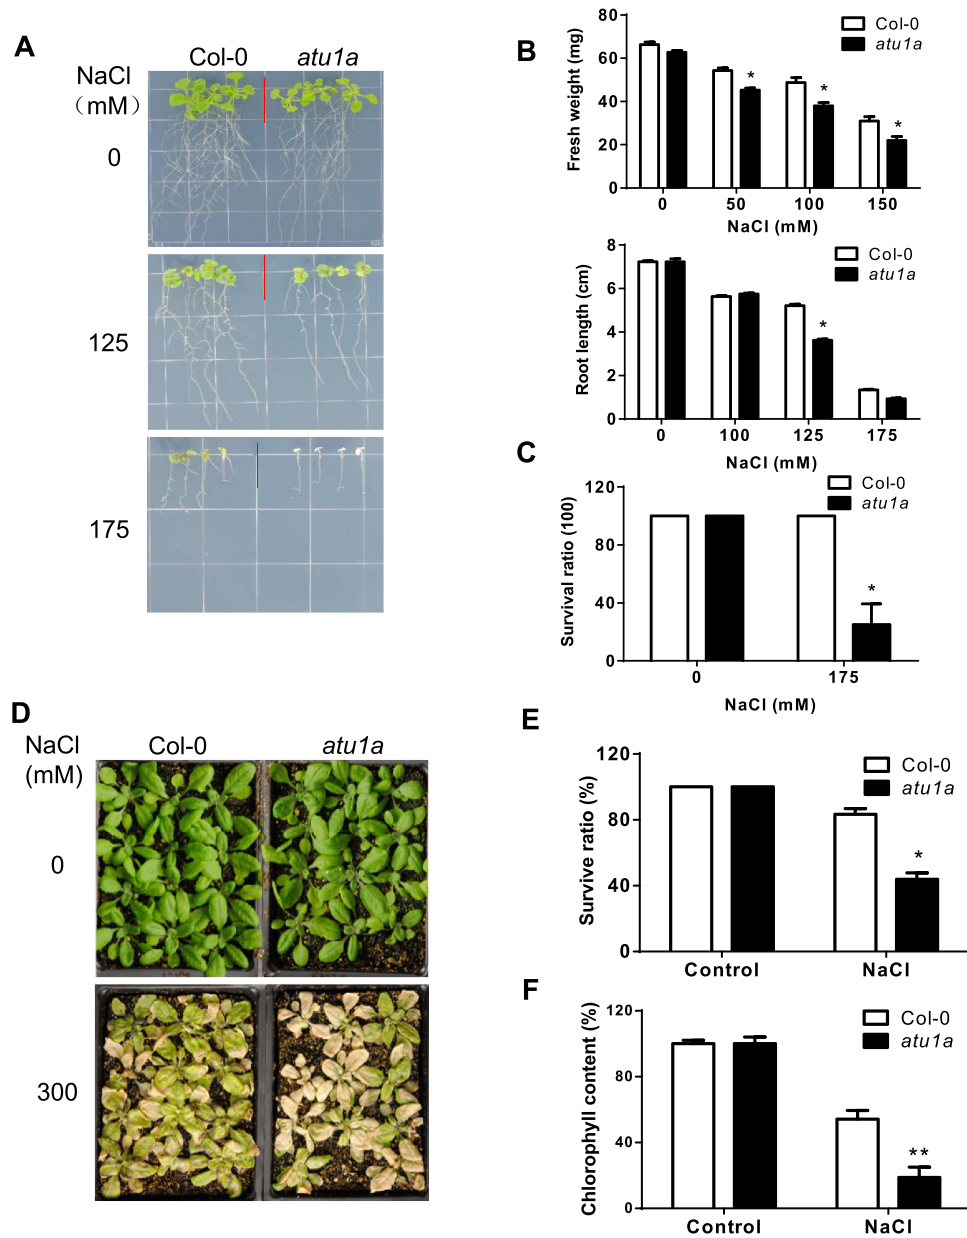 A
Col-0 atu1a
NaCl
（mM）
0
125
175
B
Fresh weight (mg)
80
60
40
20
0
Col-0
atu1a
*
*
*
0 50 100 150
NaCl (mM)
Root length (cm)
8
6
4
2
0
Col-0
atu1a
*
0 100 125 175
NaCl (mM)
C
Survival ratio (100)
120
80
40
0
Col-0
atu1a
*
0 175
NaCl (mM)
D
NaCl
(mM)
Col-0 atu1a
0
300
E
Survive ratio (%)
120
80
40
0
Col-0
atu1a
*
Control NaCl
F
Chlorophyll content (%)
120
80
40
0
Col-0
atu1a
**
Control NaCl